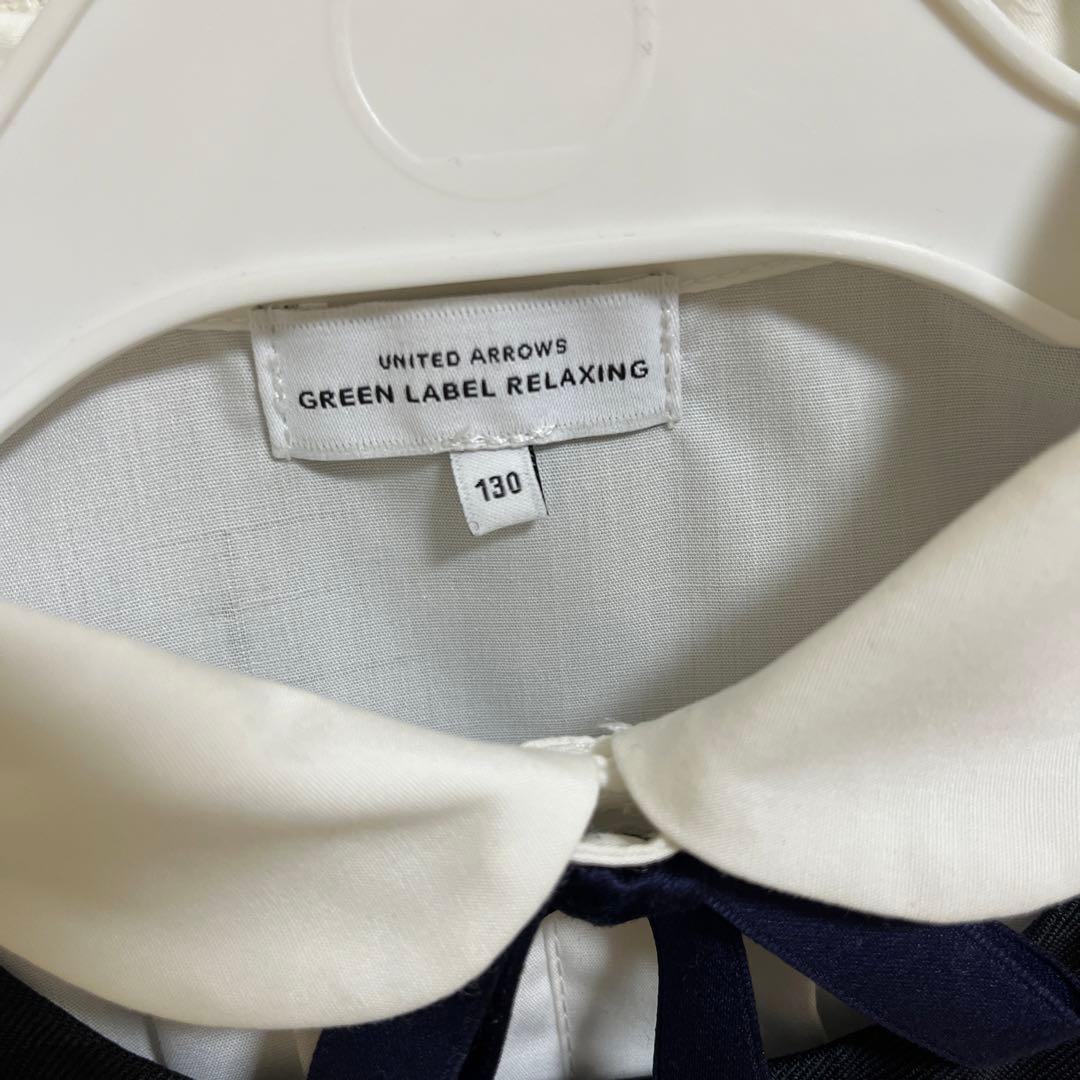 UNITED ARROWS
GREEN LABEL RELAXING
130